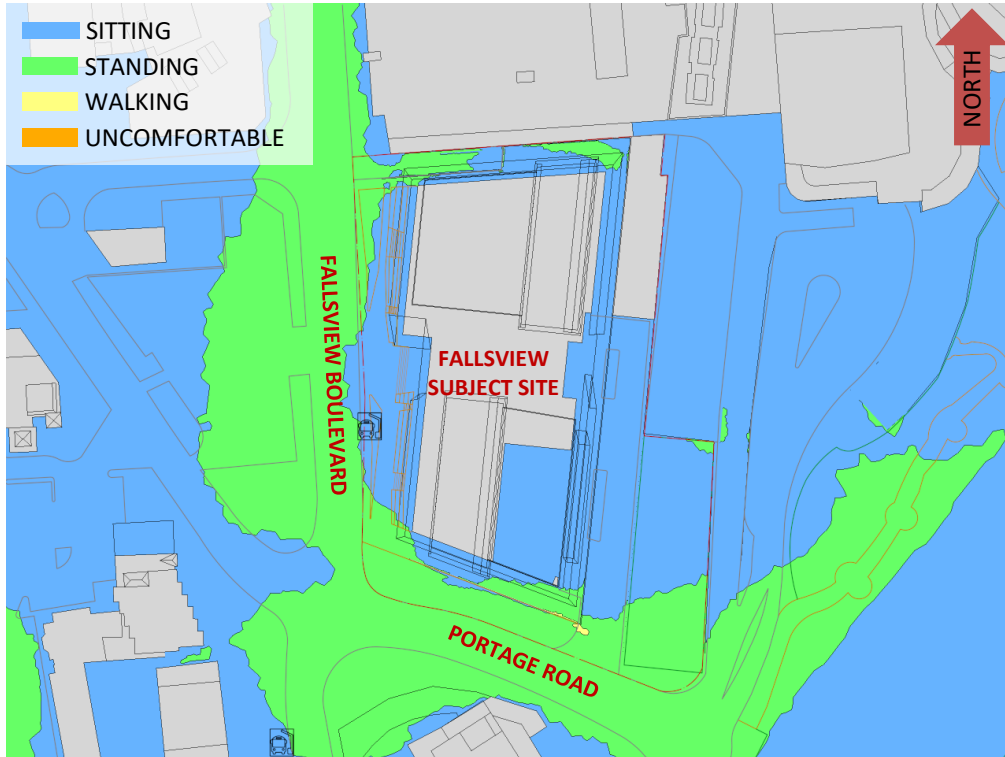 SITTING
STANDING
WALKING
UNCOMFORTABLE
NORTH
FALLSVIEW BOULEVARD
FALLSVIEW
SUBJECT SITE
PORTAGE ROAD